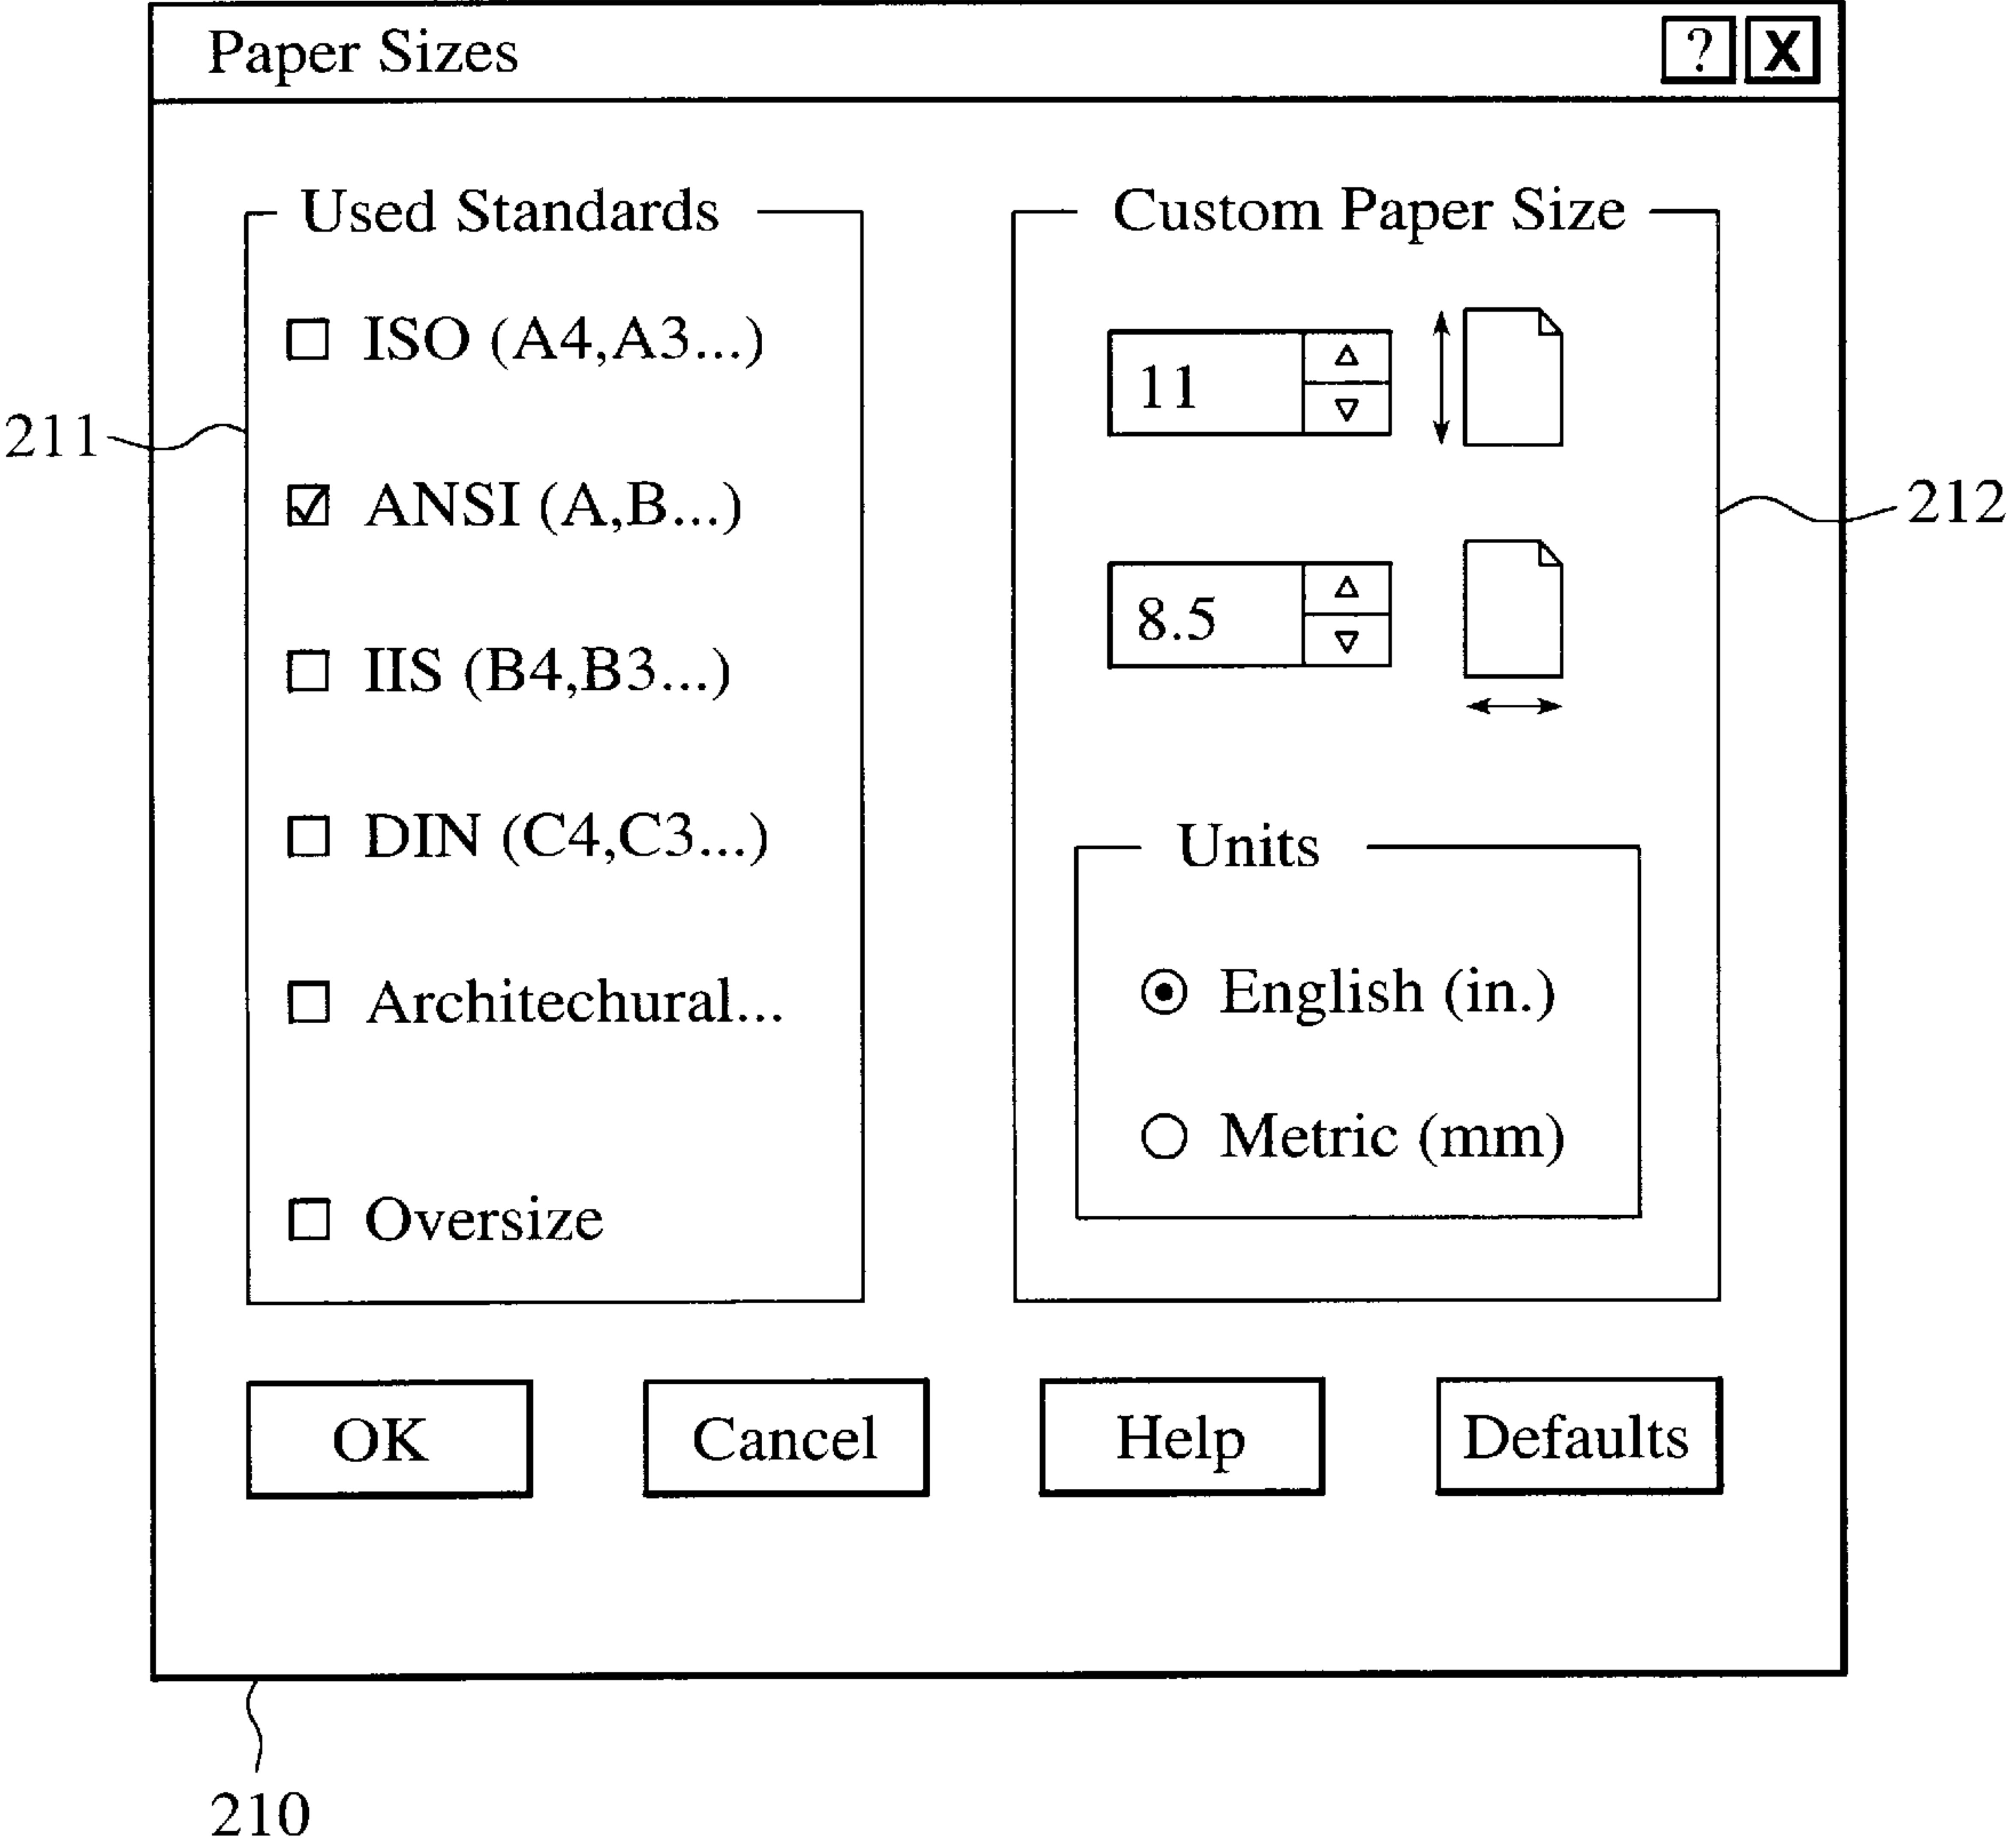 Paper Sizes
? X
Used Standards
ISO (A4,A3...)
ANSI (A,B...)
IIS (B4,B3...)
DIN (C4,C3...)
Architechural...
Oversize
Custom Paper Size
11
8.5
Units
English (in.)
Metric (mm)
OK
Cancel
Help
Defaults
211
212
210